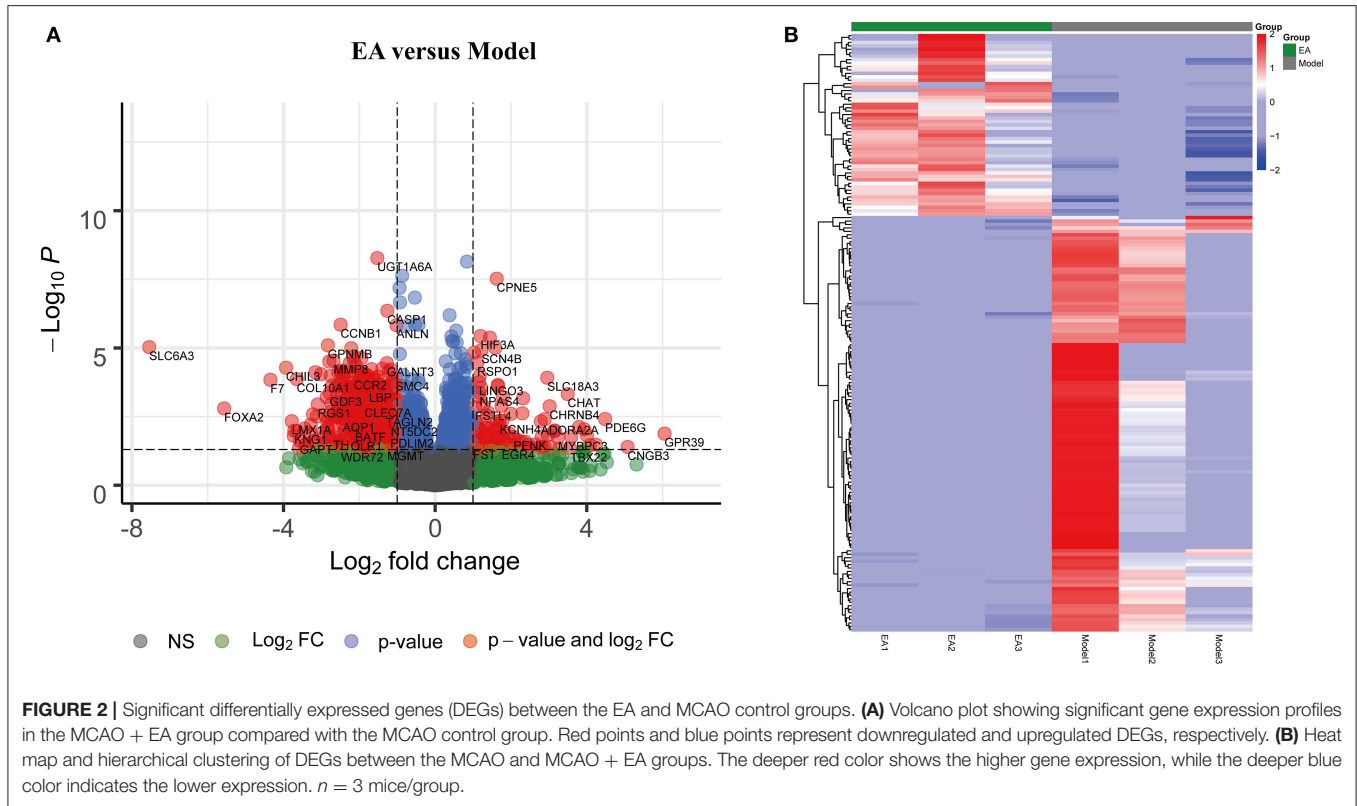 A
EA versus Model
B
− Log10 P
10
5
0
UGT1A6A
CPNE5
CASP1
CCNB1
ANLN
HIF3A
SLC6A3
GPNMB
SCN4B
MMP8
GALNT3
RSPO1
CHIL3
F7
COL10A1
CCR2
SMC4
SLC18A3
LINGO3
CHAT
GDF3
LBP
NPAS4
FOXA2
RGS1
CLEC7A
FSTL4
CHRNB4
AQP1
TAGLN2
PDE6G
LMX1A
BATF
NT5DC2
KCNH4
ADORA2A
KNG1
GAPT
TH
OLR1
PDLIM2
PENK
MYBPC3
GPR39
WDR72
MGMT
FST
EGR4
TBX22
CNGB3
-8
-4
0
4
Log2 fold change
NS
Log2 FC
p-value
p − value and log2 FC
Group
2
1
0
−1
−2
Group
EA
Model
EA1
EA2
EA3
Model1
Model2
Model3
FIGURE 2 | Significant differentially expressed genes (DEGs) between the EA and MCAO control groups. (A) Volcano plot showing significant gene expression profiles
in the MCAO + EA group compared with the MCAO control group. Red points and blue points represent downregulated and upregulated DEGs, respectively. (B) Heat
map and hierarchical clustering of DEGs between the MCAO and MCAO + EA groups. The deeper red color shows the higher gene expression, while the deeper blue
color indicates the lower expression. n = 3 mice/group.